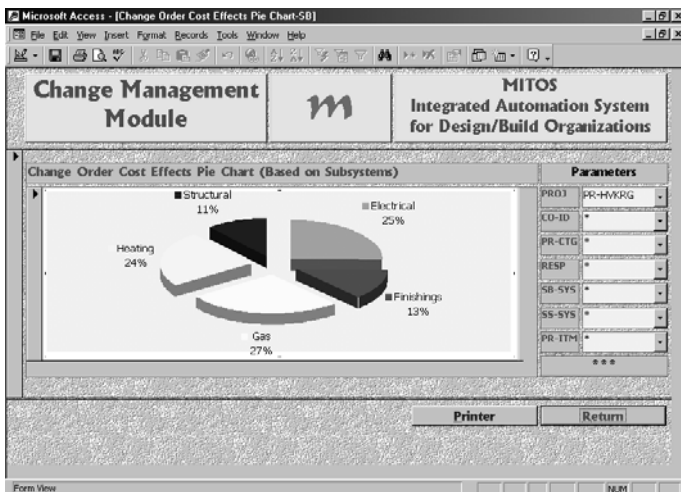 Microsoft Access - [Change Order Cost Effects Pie Chart-SB]
File Edit View Insert Format Records Tools Window Help
Change Management
Module
m
MITOS
Integrated Automation System
for Design/Build Organizations
Change Order Cost Effects Pie Chart (Based on Subsystems)
Structural
11%
Electrical
25%
Heating
24%
Finishings
13%
Gas
27%
Parameters
PROJ PR-HVKRG
CO-ID *
PR-CTG *
RESP *
SB-SYS *
SS-SYS *
PR-ITM *
***
Printer Return
Form View NUM